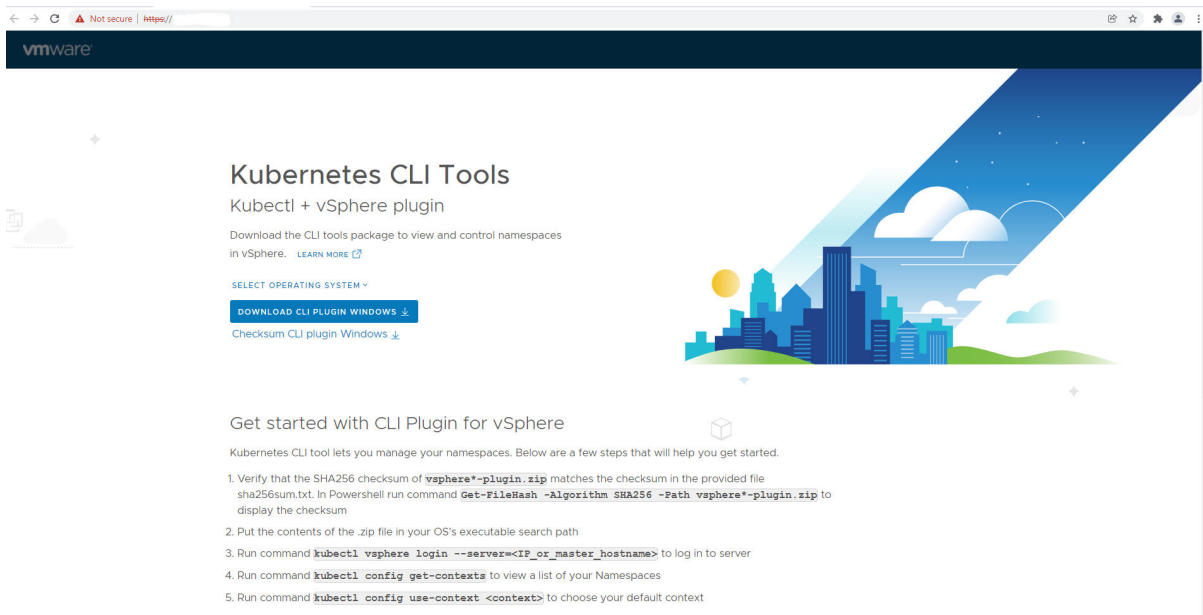 Not secure | https://
vmware
Kubernetes CLI Tools
Kubectl + vSphere plugin
Download the CLI tools package to view and control namespaces
in vSphere. LEARN MORE
SELECT OPERATING SYSTEM
DOWNLOAD CLI PLUGIN WINDOWS
Checksum CLI plugin Windows
Get started with CLI Plugin for vSphere
Kubernetes CLI tool lets you manage your namespaces. Below are a few steps that will help you get started.
1. Verify that the SHA256 checksum of vsphere*-plugin.zip matches the checksum in the provided file
sha256sum.txt. In Powershell run command Get-FileHash -Algorithm SHA256 -Path vsphere*-plugin.zip to
display the checksum
2. Put the contents of the .zip file in your OS's executable search path
3. Run command kubectl vsphere login --server=<IP_or_master_hostname> to log in to server
4. Run command kubectl config get-contexts to view a list of your Namespaces
5. Run command kubectl config use-context <context> to choose your default context